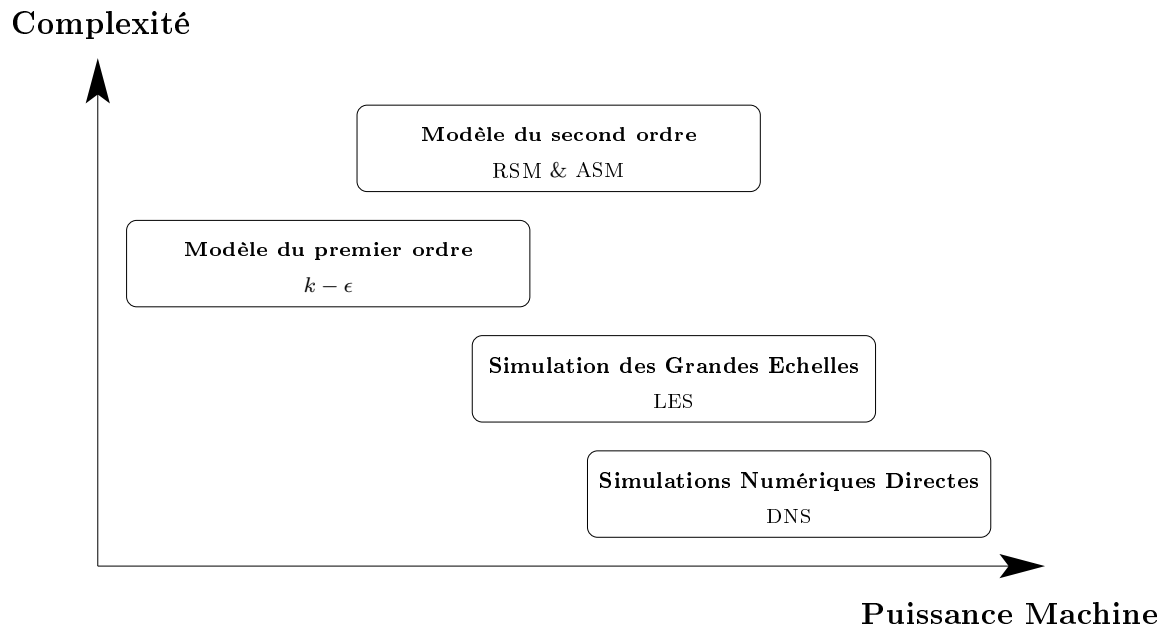 Complexité
Modèle du second ordre
RSM & ASM
Modèle du premier ordre
k − ϵ
Simulation des Grandes Echelles
LES
Simulations Numériques Directes
DNS
Puissance Machine